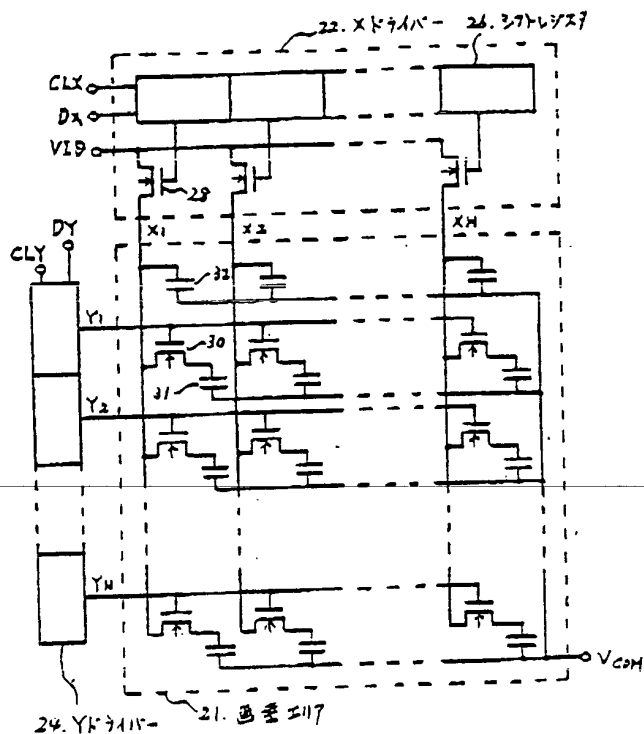 22. Xドライバー
26. シフトレジスタ
CLX
DX
VID
28
X1
X2
XM
DY
CLY
32
Y1
30
31
Y2
YN
VCOM
24. Yドライバー
21. 画素エリア